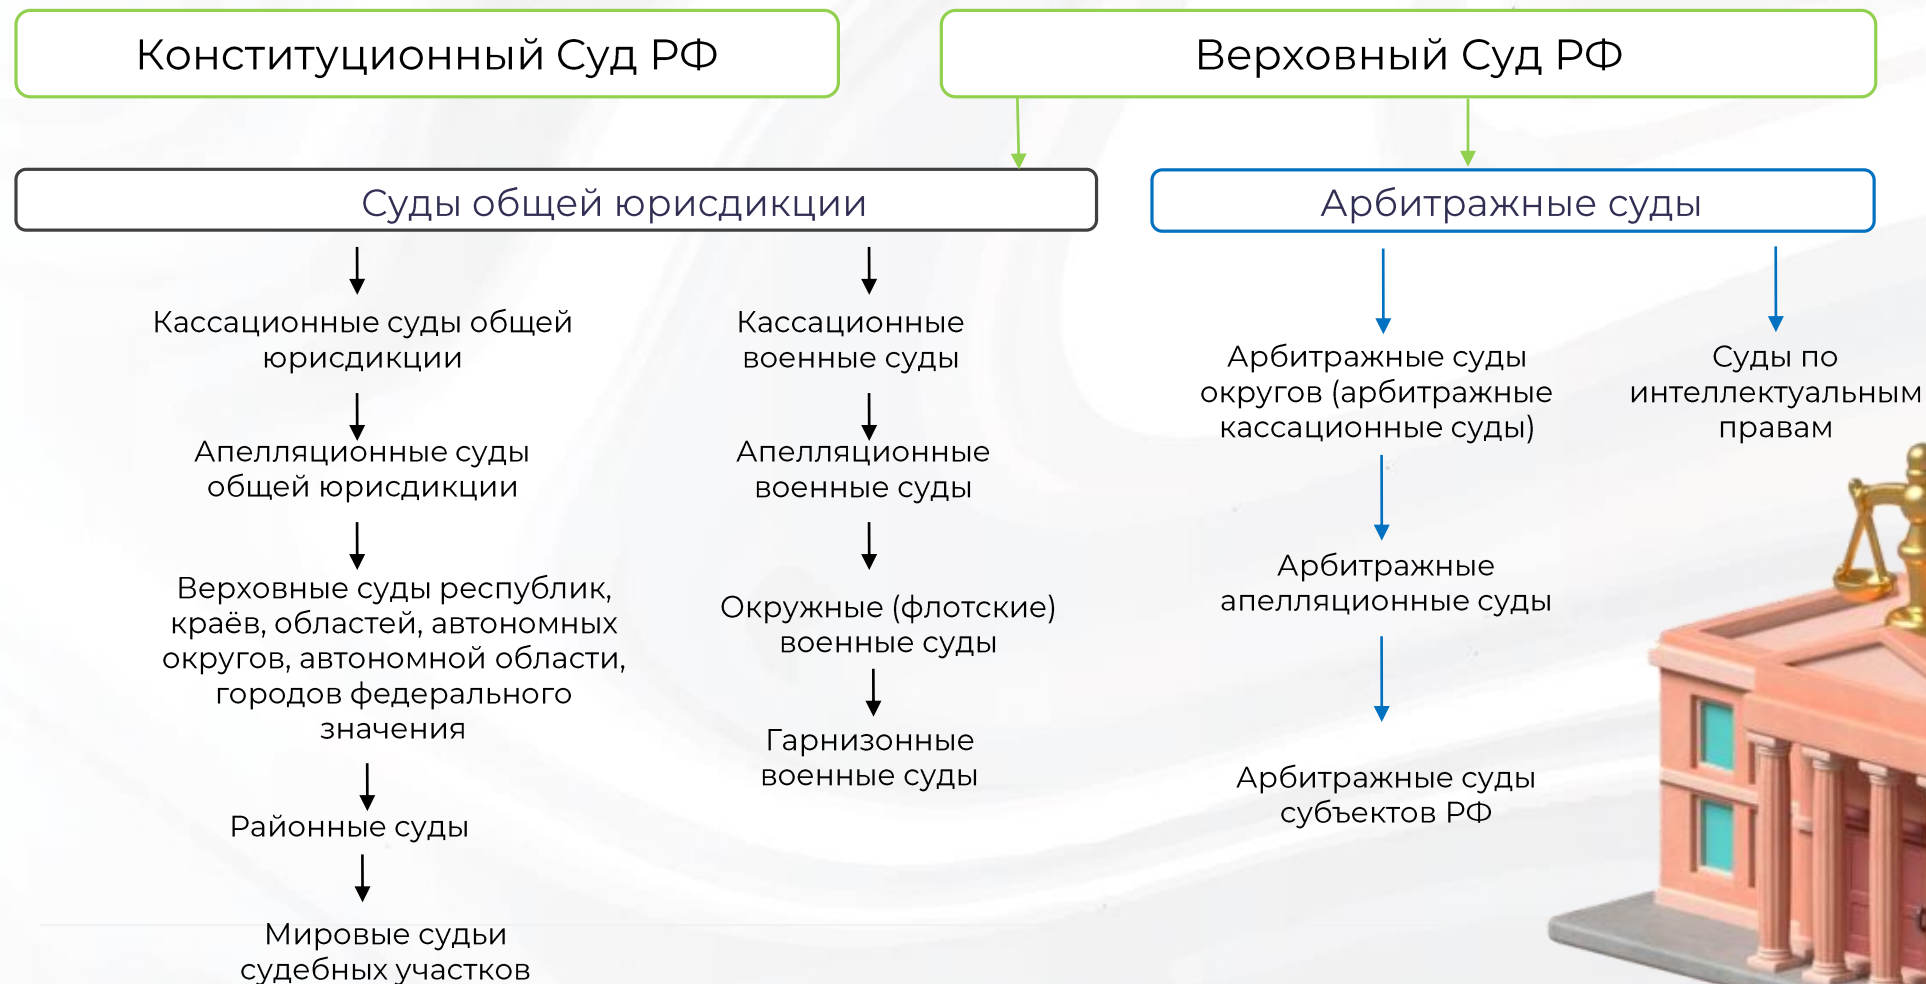 Конституционный Суд РФ
Верховный Суд РФ
Суды общей юрисдикции
Арбитражные суды
Кассационные суды общей
юрисдикции
Апелляционные суды
общей юрисдикции
Верховные суды республик,
краёв, областей, автономных
округов, автономной области,
городов федерального
значения
Районные суды
Мировые судьи
судебных участков
Кассационные
военные суды
Апелляционные
военные суды
Окружные (флотские)
военные суды
Гарнизонные
военные суды
Арбитражные суды
округов (арбитражные
кассационные суды)
Арбитражные
апелляционные суды
Арбитражные суды
субъектов РФ
Суды по
интеллектуальным
правам